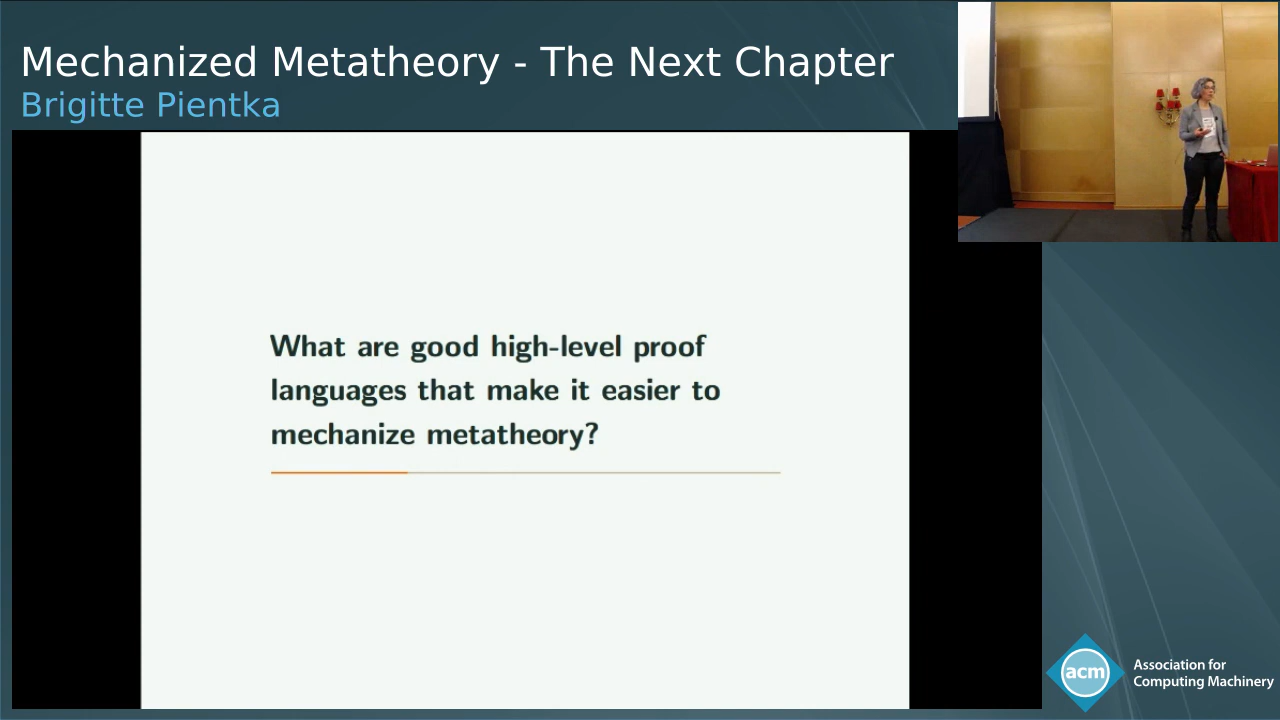 Mechanized Metatheory - The Next Chapter
Brigitte Pientka
What are good high-level proof
languages that make it easier to
mechanize metatheory?
acm
Association for
Computing Machinery